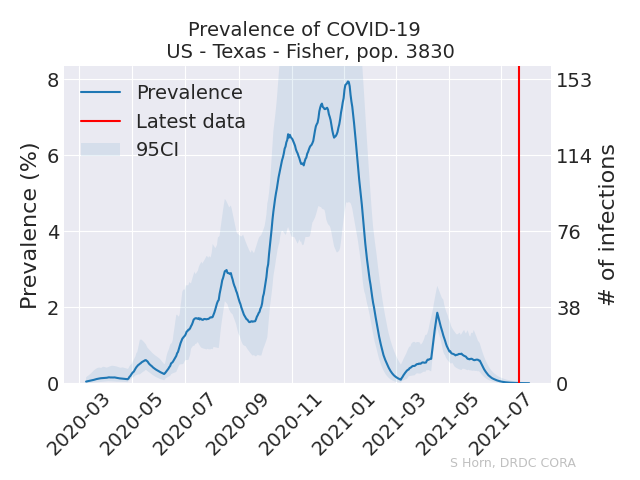 Prevalence of COVID-19
US - Texas - Fisher, pop. 3830
Prevalence (%)
8
6
4
2
0
Prevalence
Latest data
95CI
153
114
76
38
0
# of infections
2020-03
2020-05
2020-07
2020-09
2020-11
2021-01
2021-03
2021-05
2021-07
S Horn, DRDC CORA